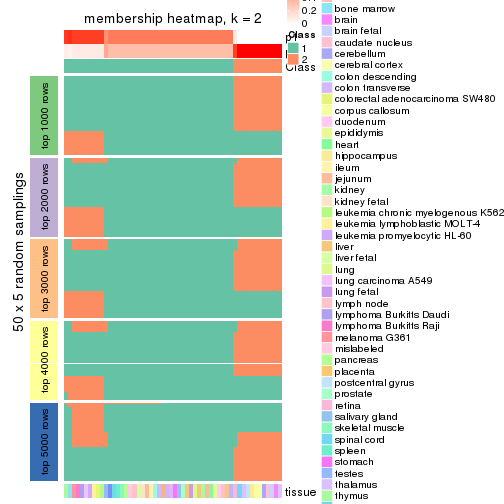 membership heatmap, k = 2
50 x 5 random samplings
top 1000 rows
top 2000 rows
top 3000 rows
top 4000 rows
top 5000 rows
Class
tissue
0.2
0
Class
1
2
bone marrow
brain
brain fetal
caudate nucleus
cerebellum
cerebral cortex
colon descending
colon transverse
colorectal adenocarcinoma SW480
corpus callosum
duodenum
epididymis
heart
hippocampus
ileum
jejunum
kidney
kidney fetal
leukemia chronic myelogenous K562
leukemia lymphoblastic MOLT-4
leukemia promyelocytic HL-60
liver
liver fetal
lung
lung carcinoma A549
lung fetal
lymph node
lymphoma Burkitts Daudi
lymphoma Burkitts Raji
melanoma G361
mislabeled
pancreas
placenta
postcentral gyrus
prostate
retina
salivary gland
skeletal muscle
spinal cord
spleen
stomach
testes
thalamus
thymus